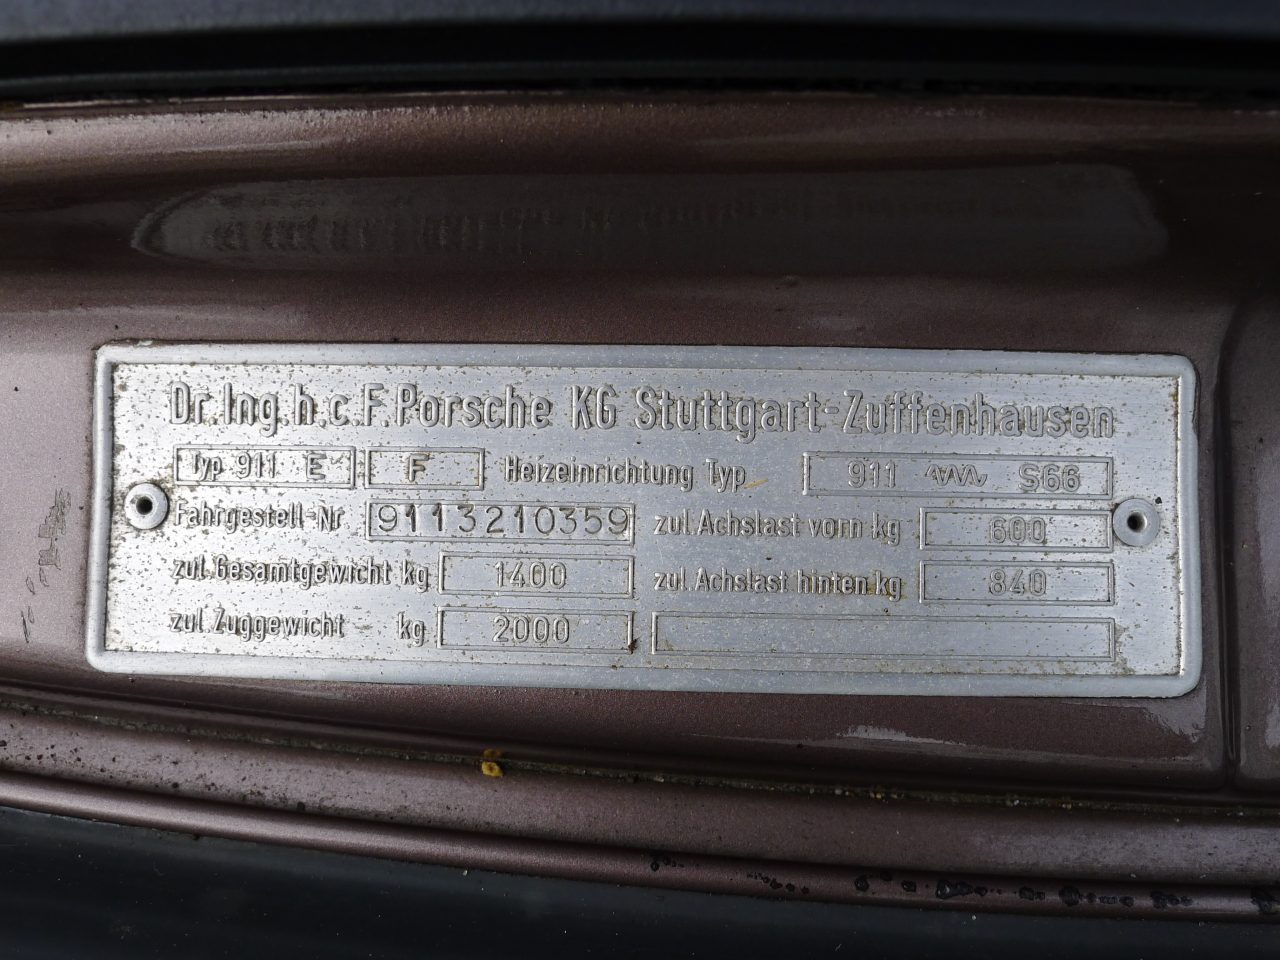 Dr. Ing. h.c. F. Porsche KG Stuttgart-Zuffenhausen
Typ 911 E F Heizeinrichtung Typ 911 S66
Fahrgestell-Nr 9113210359 zul. Achslast vorn kg 600
zul. Gesamtgewicht kg 1400 zul. Achslast hinten kg 840
zul. Zuggewicht kg 2000